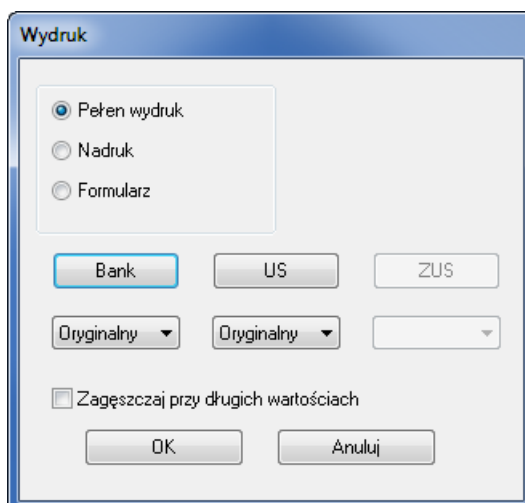 Wydruk
Pełen wydruk
Nadruk
Formularz
Bank US ZUS
Oryginalny Oryginalny
Zagęszczaj przy długich wartościach
OK Anuluj